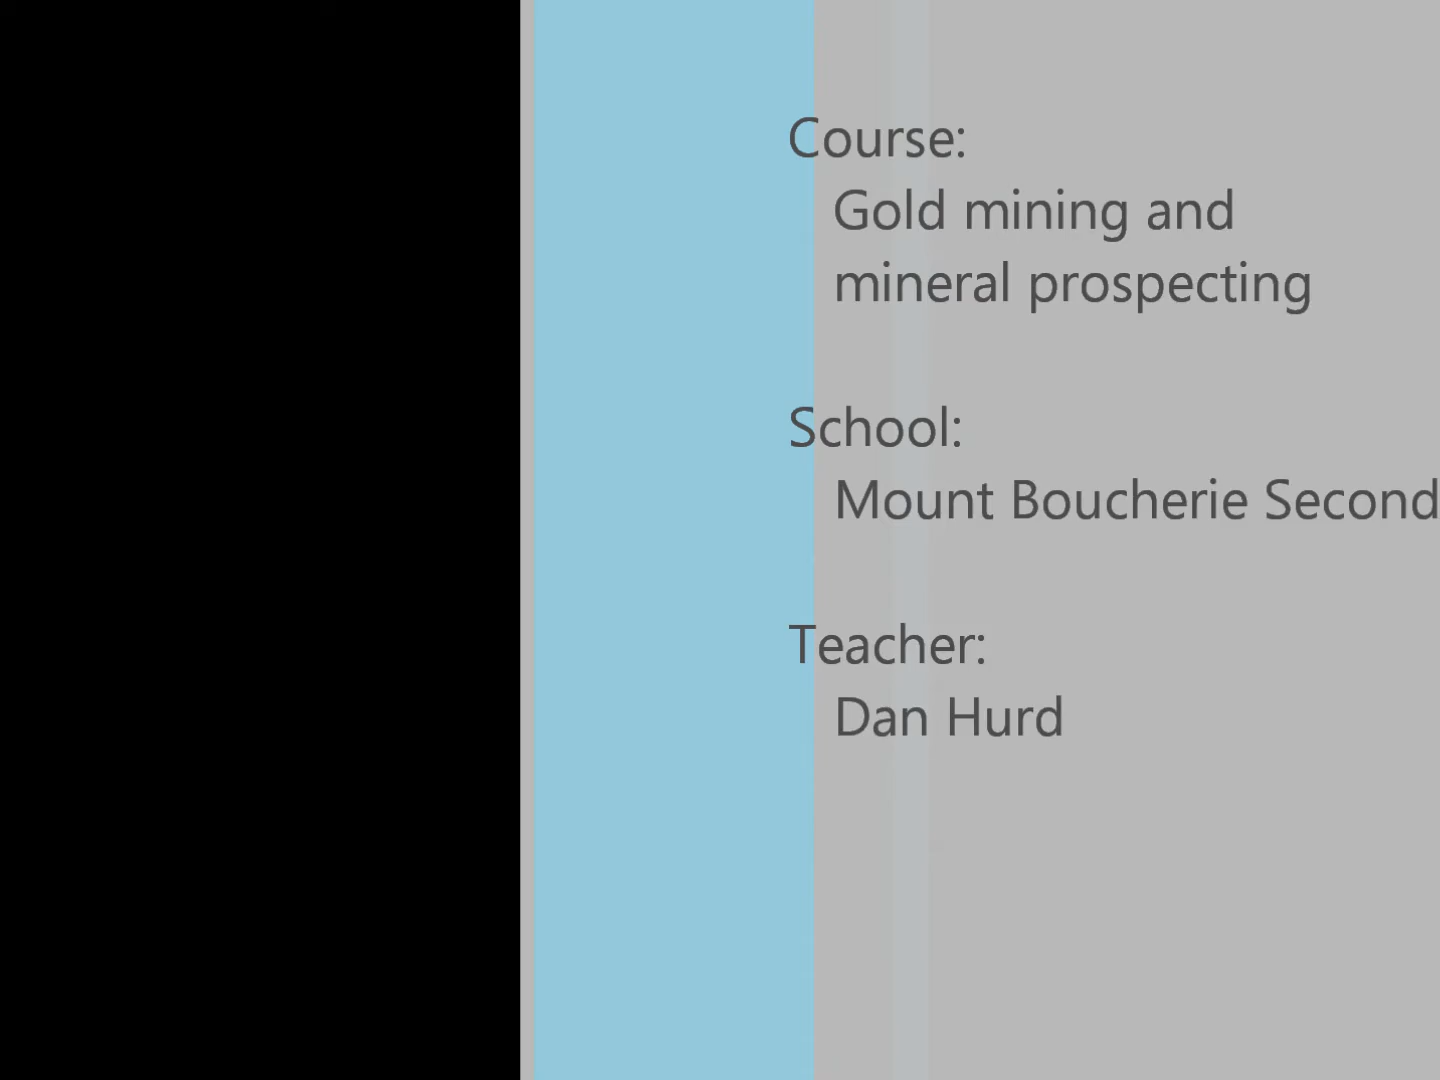 Course:
Gold mining and
mineral prospecting
School:
Mount Boucherie Second
Teacher:
Dan Hurd